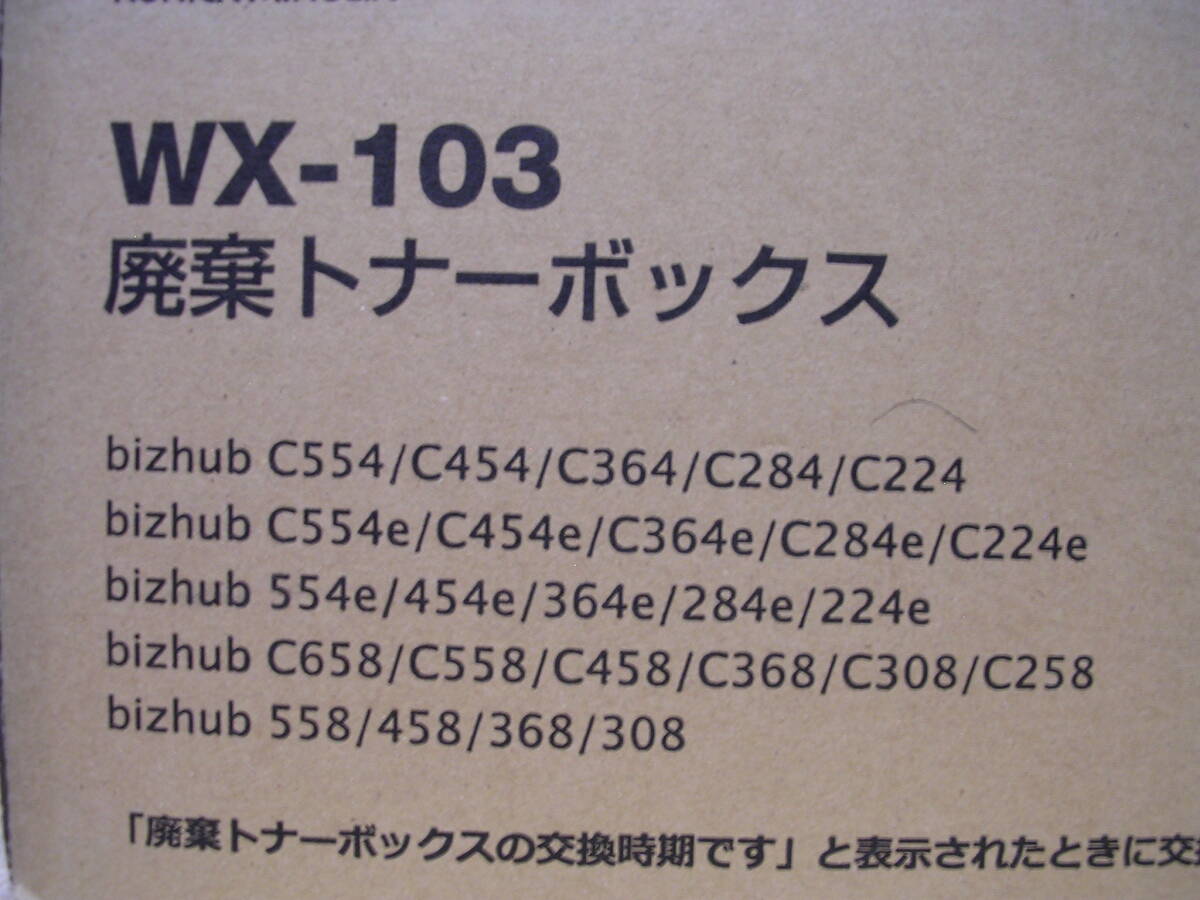 WX-103
廃棄トナーボックス
bizhub C554/C454/C364/C284/C224
bizhub C554e/C454e/C364e/C284e/C224e
bizhub 554e/454e/364e/284e/224e
bizhub C658/C558/C458/C368/C308/C258
bizhub 558/458/368/308
「廃棄トナーボックスの交換時期です」と表示されたときに交